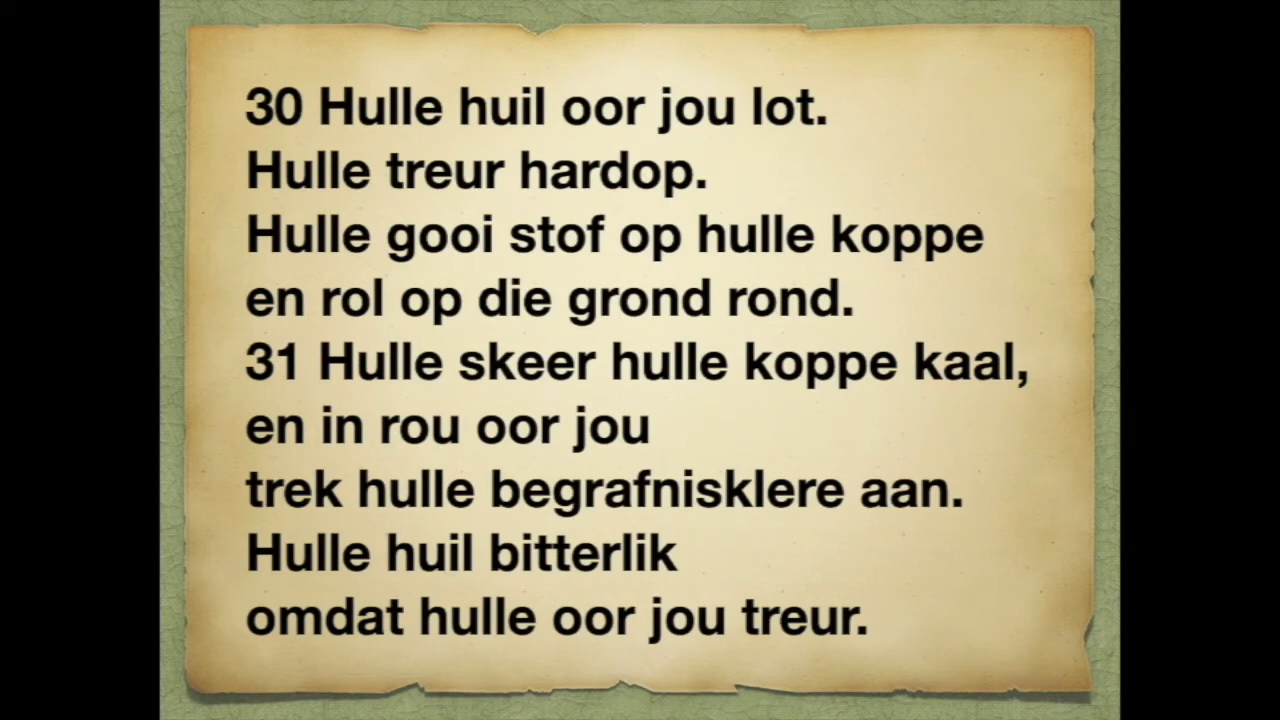 30 Hulle huil oor jou lot.
Hulle treur hardop.
Hulle gooi stof op hulle koppe
en rol op die grond rond.
31 Hulle skeer hulle koppe kaal,
en in rou oor jou
trek hulle begrafnisklere aan.
Hulle huil bitterlik
omdat hulle oor jou treur.